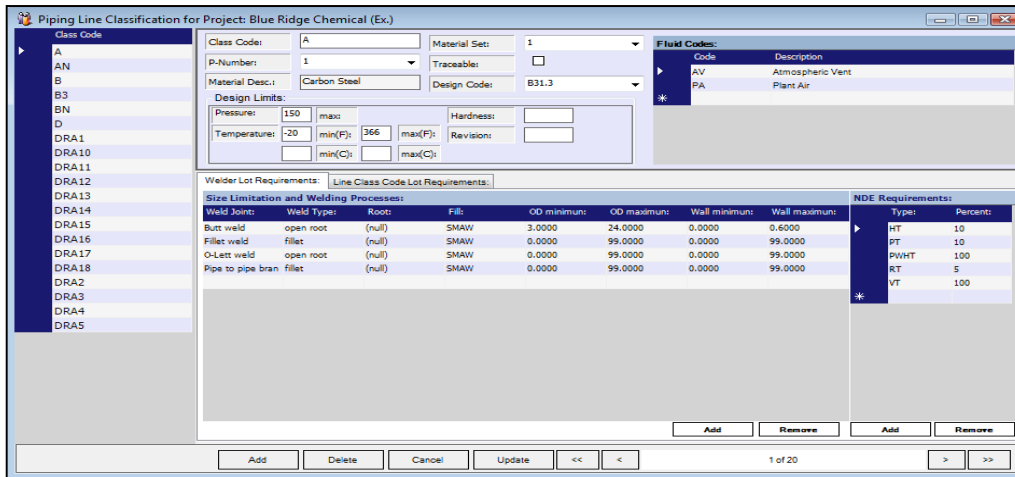 Piping Line Classification for Project: Blue Ridge Chemical (Ex.)
Class Code
A
AN
B
B3
BN
D
DRA1
DRA10
DRA11
DRA12
DRA13
DRA14
DRA15
DRA16
DRA17
DRA18
DRA2
DRA3
DRA4
DRA5
Class Code: A Material Set: 1
P-Number: 1 Traceable:
Material Desc.: Carbon Steel Design Code: B31.3
Design Limits:
Pressure: 150 max: Hardness:
Temperature: -20 min(F): 366 max(F): Revision:
min(C): max(C):
Fluid Codes:
Code Description
AV Atmospheric Vent
PA Plant Air
Welder Lot Requirements: Line Class Code Lot Requirements:
Size Limitation and Welding Processes:
Weld Joint: Weld Type: Root: Fill: OD minimun: OD maximun: Wall minimun: Wall maximun:
Butt weld open root (null) SMAW 3.0000 24.0000 0.0000 0.6000
Fillet weld fillet (null) SMAW 0.0000 99.0000 0.0000 99.0000
O-Lett weld open root (null) SMAW 0.0000 99.0000 0.0000 99.0000
Pipe to pipe bran fillet (null) SMAW 0.0000 99.0000 0.0000 99.0000
NDE Requirements:
Type: Percent:
HT 10
PT 10
PWHT 100
RT 5
VT 100
Add Remove Add Remove
Add Delete Cancel Update << < 1 of 20 > >>